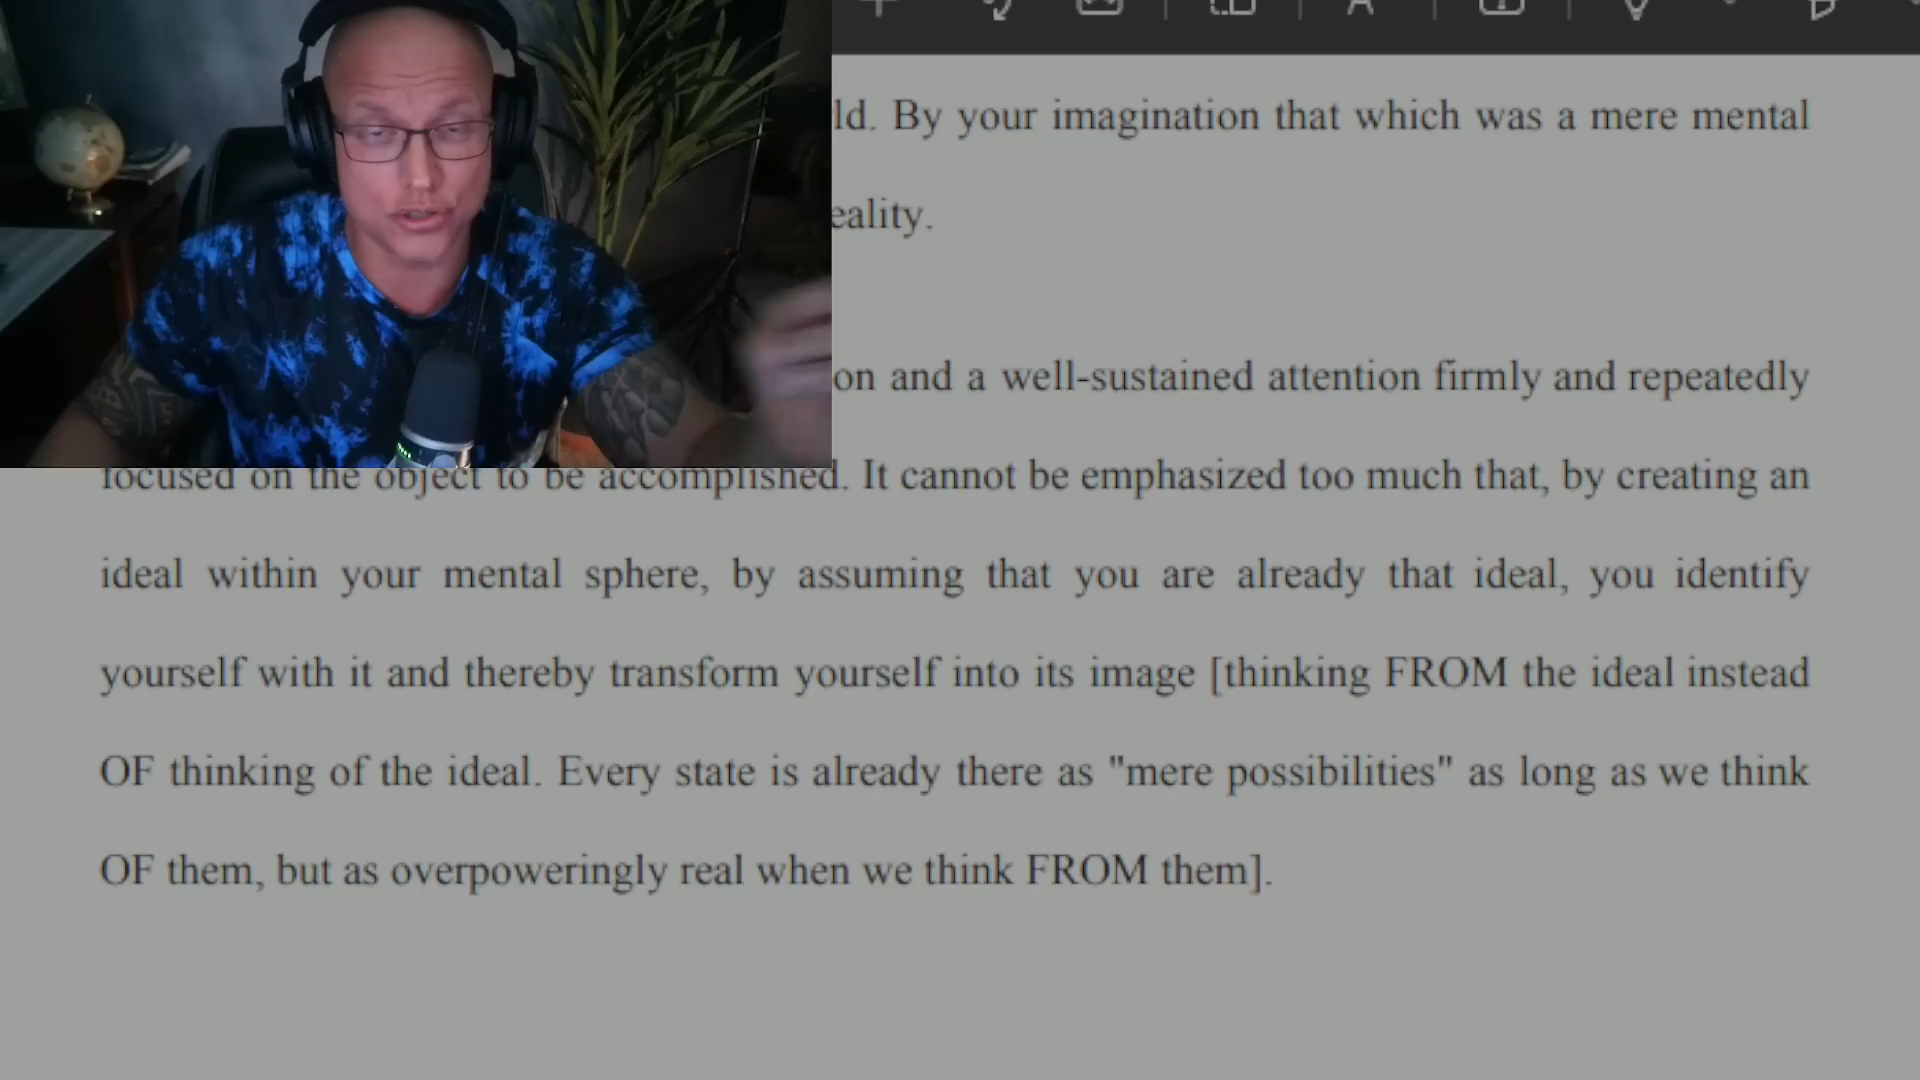 ld. By your imagination that which was a mere mental
eality.
on and a well-sustained attention firmly and repeatedly
focused on the object to be accomplished. It cannot be emphasized too much that, by creating an
ideal within your mental sphere, by assuming that you are already that ideal, you identify
yourself with it and thereby transform yourself into its image [thinking FROM the ideal instead
OF thinking of the ideal. Every state is already there as "mere possibilities" as long as we think
OF them, but as overpoweringly real when we think FROM them].